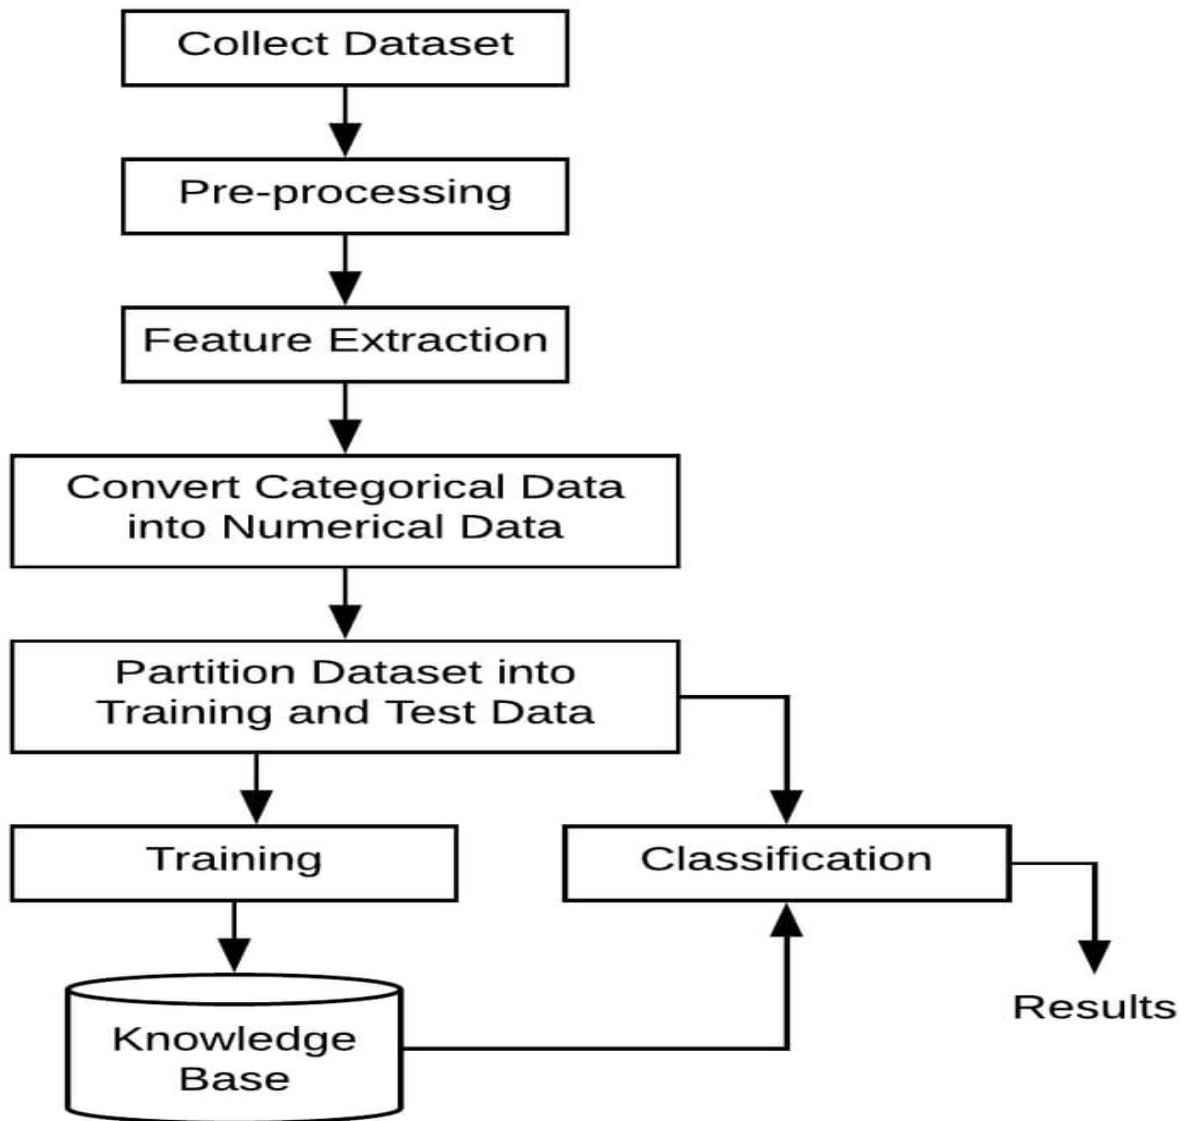 Collect Dataset
Pre-processing
Feature Extraction
Convert Categorical Data
into Numerical Data
Partition Dataset into
Training and Test Data
Training
Classification
Results
Knowledge
Base